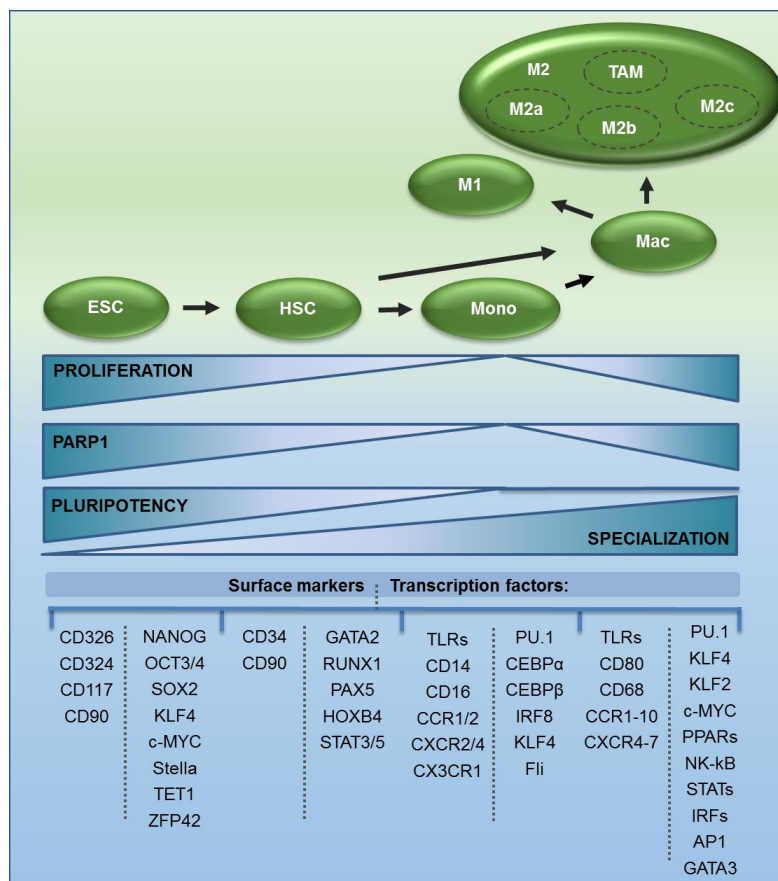 M2
TAM
M2a
M2b
M2c
M1
Mac
ESC
HSC
Mono
PROLIFERATION
PARP1
PLURIPOTENCY
SPECIALIZATION
Surface markers Transcription factors:
CD326
CD324
CD117
CD90
NANOG
OCT3/4
SOX2
KLF4
c-MYC
Stella
TET1
ZFP42
CD34
CD90
GATA2
RUNX1
PAX5
HOXB4
STAT3/5
TLRs
CD14
CD16
CCR1/2
CXCR2/4
CX3CR1
PU.1
CEBPα
CEBPβ
IRF8
KLF4
Fli
TLRs
CD80
CD68
CCR1-10
CXCR4-7
PU.1
KLF4
KLF2
c-MYC
PPARs
NK-kB
STATs
IRFs
AP1
GATA3